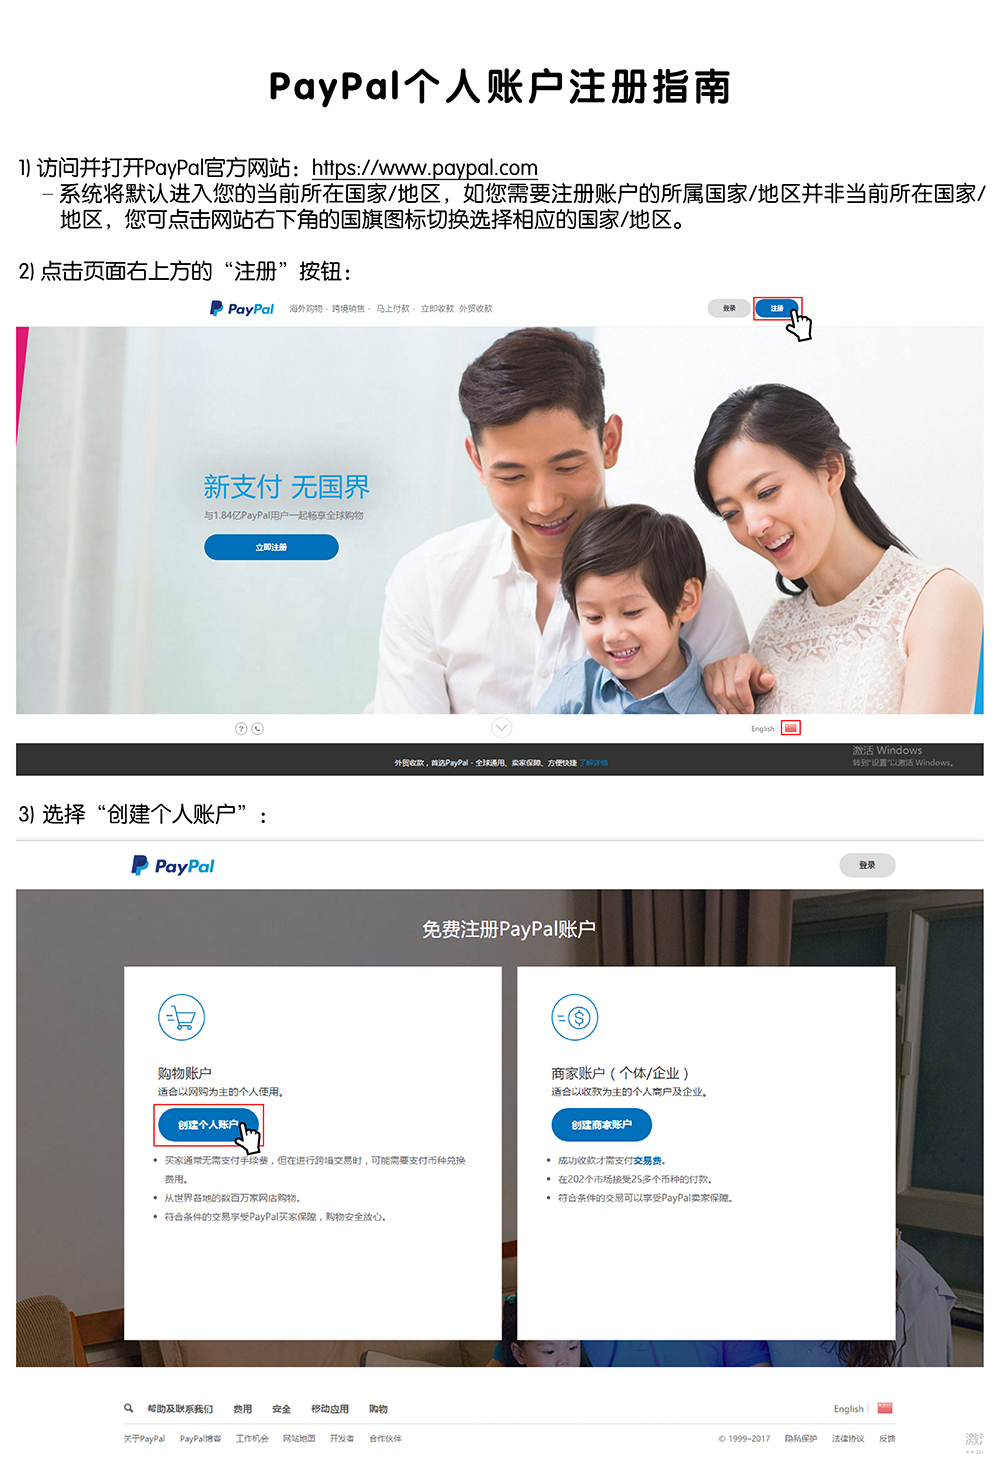 PayPal个人账户注册指南
1) 访问并打开PayPal官方网站：https://www.paypal.com
– 系统将默认进入您的当前所在国家/地区，如您需要注册账户的所属国家/地区并非当前所在国家/
地区，您可点击网站右下角的国旗图标切换选择相应的国家/地区。
2) 点击页面右上方的“注册”按钮：
PayPal 海外购物 - 跨境销售 - 马上付款 - 立即收款 外贸收款 登录 注册
新支付 无国界
与1.84亿PayPal用户一起畅享全球购物
立即注册
English
激活 Windows
转到“设置”以激活 Windows。
外贸收款，首选PayPal - 全球通用、卖家保障、方便快捷 了解详情
3) 选择“创建个人账户”：
PayPal 登录
免费注册PayPal账户
购物账户
适合以网购为主的个人使用。
创建个人账户
• 买家通常无需支付手续费，但在进行跨境交易时，可能需要支付币种兑换
费用。
• 从世界各地的数百万家网店购物。
• 符合条件的交易享受PayPal买家保障，购物安全放心。
商家账户（个体/企业）
适合以收款为主的个人商户及企业。
创建商家账户
• 成功收款才需支付交易费。
• 在202个市场接受25多个币种的付款。
• 符合条件的交易可以享受PayPal卖家保障。
帮助及联系我们 费用 安全 移动应用 购物 English
关于PayPal PayPal博客 工作机会 网站地图 开发者 合作伙伴 © 1999–2017 隐私保护 法律协议 反馈